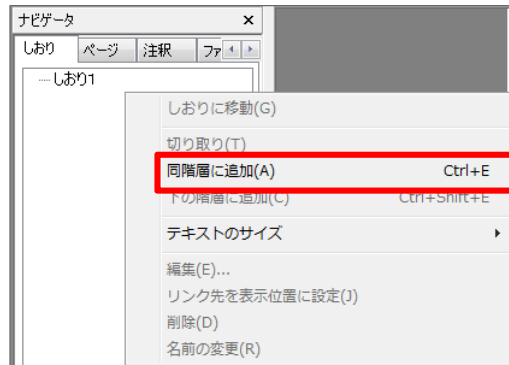 ナビゲータ ×
しおり ページ 注釈 ファ
しおり1
しおりに移動(G)
切り取り(T)
同階層に追加(A) Ctrl+E
下の階層に追加(C) Ctrl+Shift+E
テキストのサイズ
編集(E)...
リンク先を表示位置に設定(J)
削除(D)
名前の変更(R)